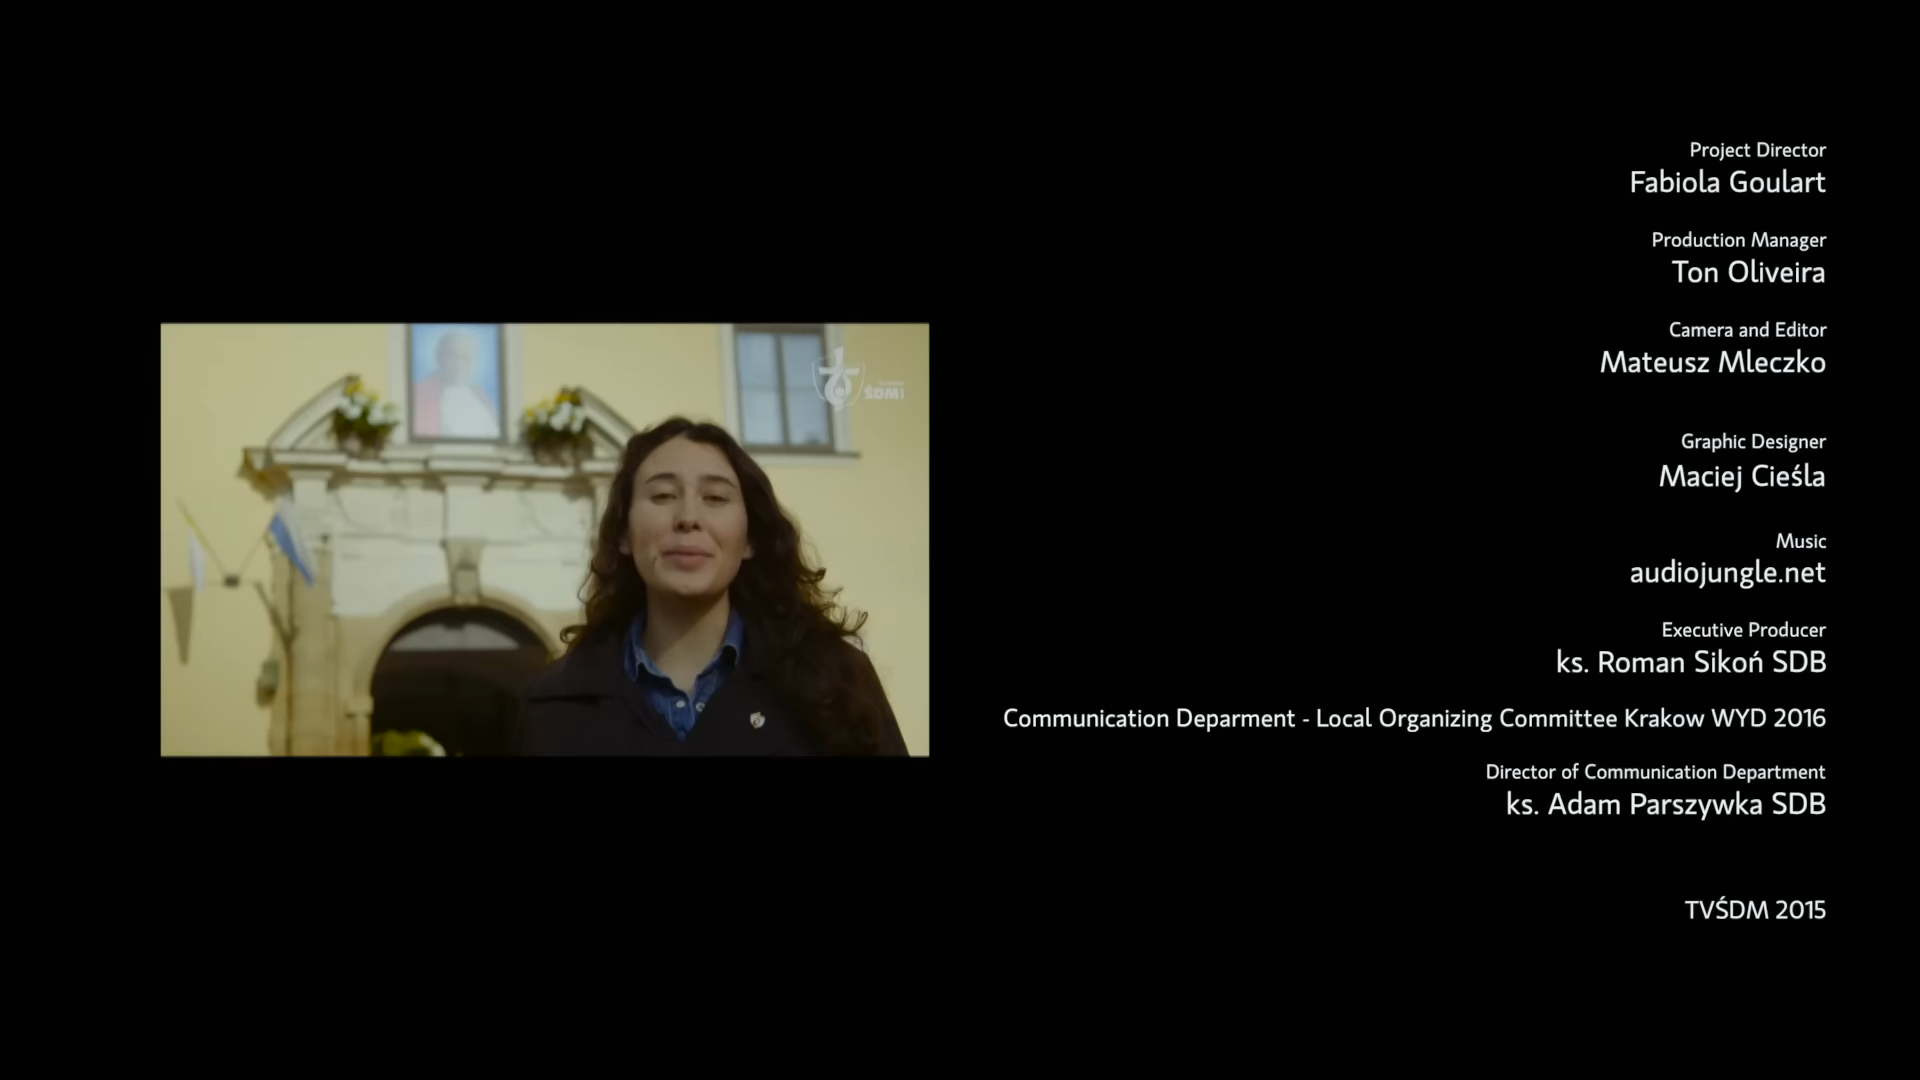 Project Director
Fabiola Goulart
Production Manager
Ton Oliveira
Camera and Editor
Mateusz Mleczko
Graphic Designer
Maciej Cieśla
Music
audiojungle.net
Executive Producer
ks. Roman Sikoń SDB
Communication Deparment - Local Organizing Committee Krakow WYD 2016
Director of Communication Department
ks. Adam Parszywka SDB
TVŚDM 2015
ŚDM